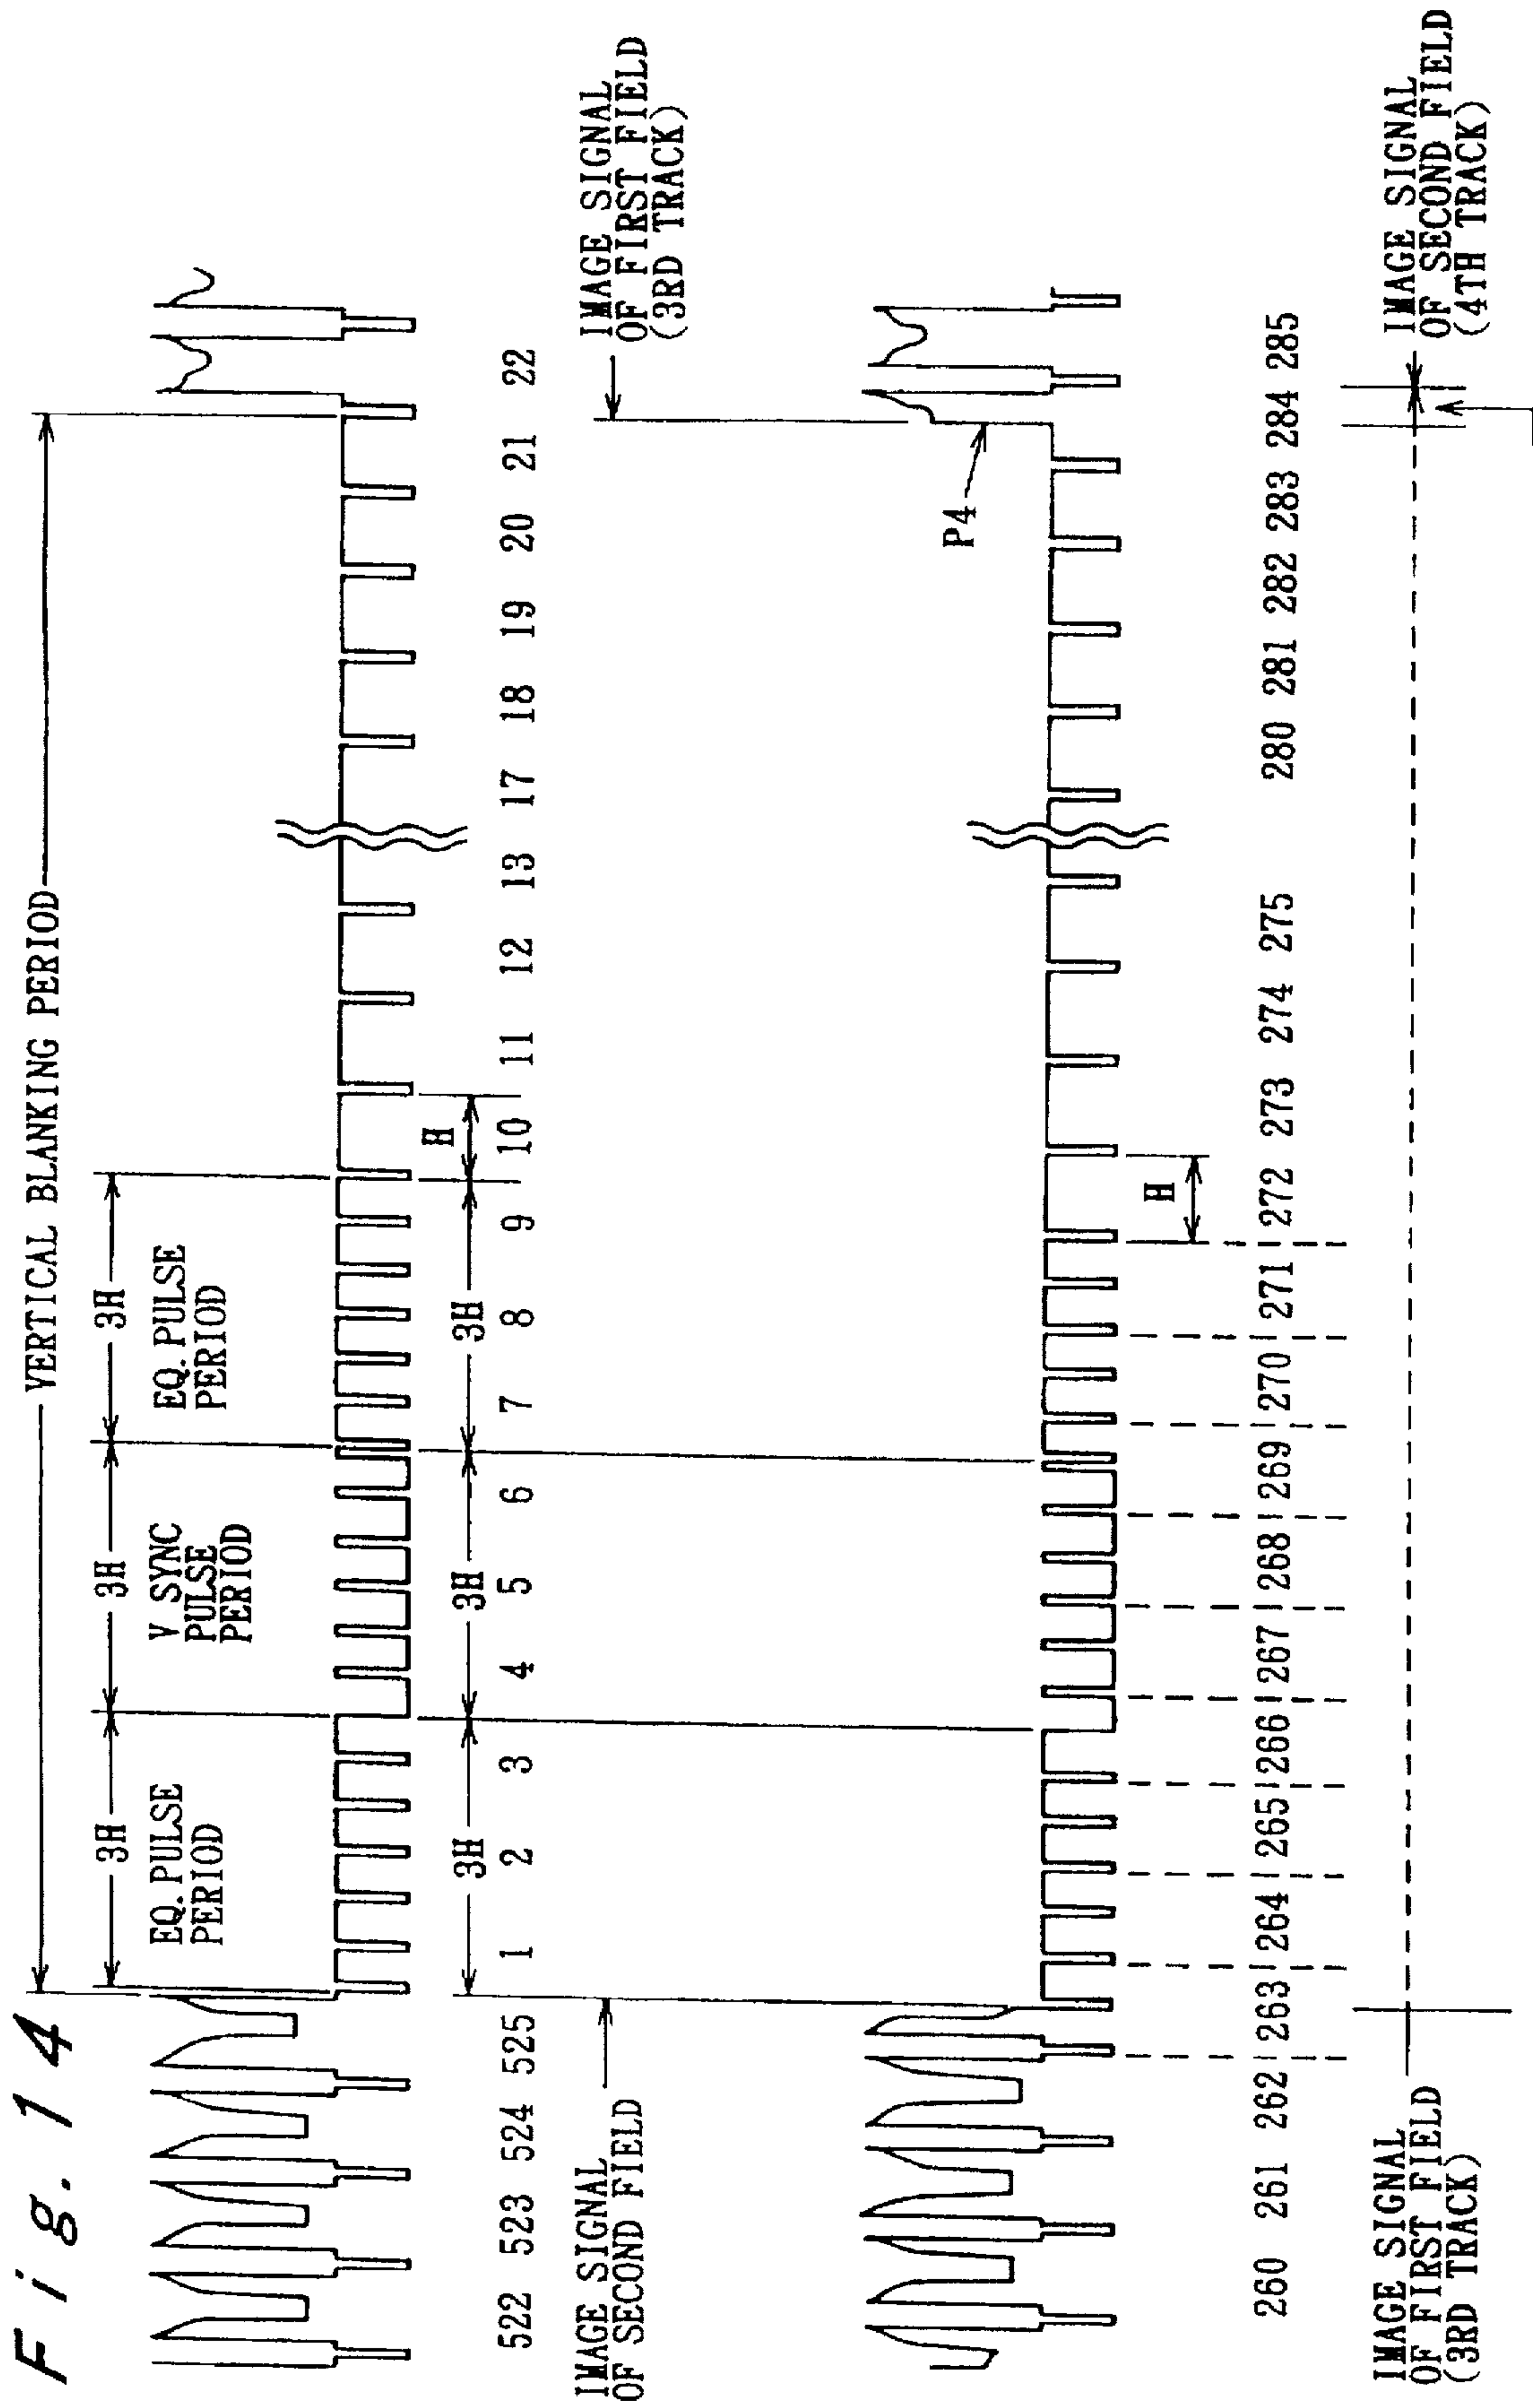 Fig. 14
VERTICAL BLANKING PERIOD
3H 3H 3H
EQ. PULSE
PERIOD
V SYNC
PULSE
PERIOD
EQ. PULSE
PERIOD
3H 3H 3H H
522 523 524 525 1 2 3 4 5 6 7 8 9 10 11 12 13 17 18 19 20 21 22
IMAGE SIGNAL
OF SECOND FIELD
IMAGE SIGNAL
OF FIRST FIELD
(3RD TRACK)
P4
H
260 261 262 263 264 265 266 267 268 269 270 271 272 273 274 275 280 281 282 283 284 285
IMAGE SIGNAL
OF FIRST FIELD
(3RD TRACK)
IMAGE SIGNAL
OF SECOND FIELD
(4TH TRACK)